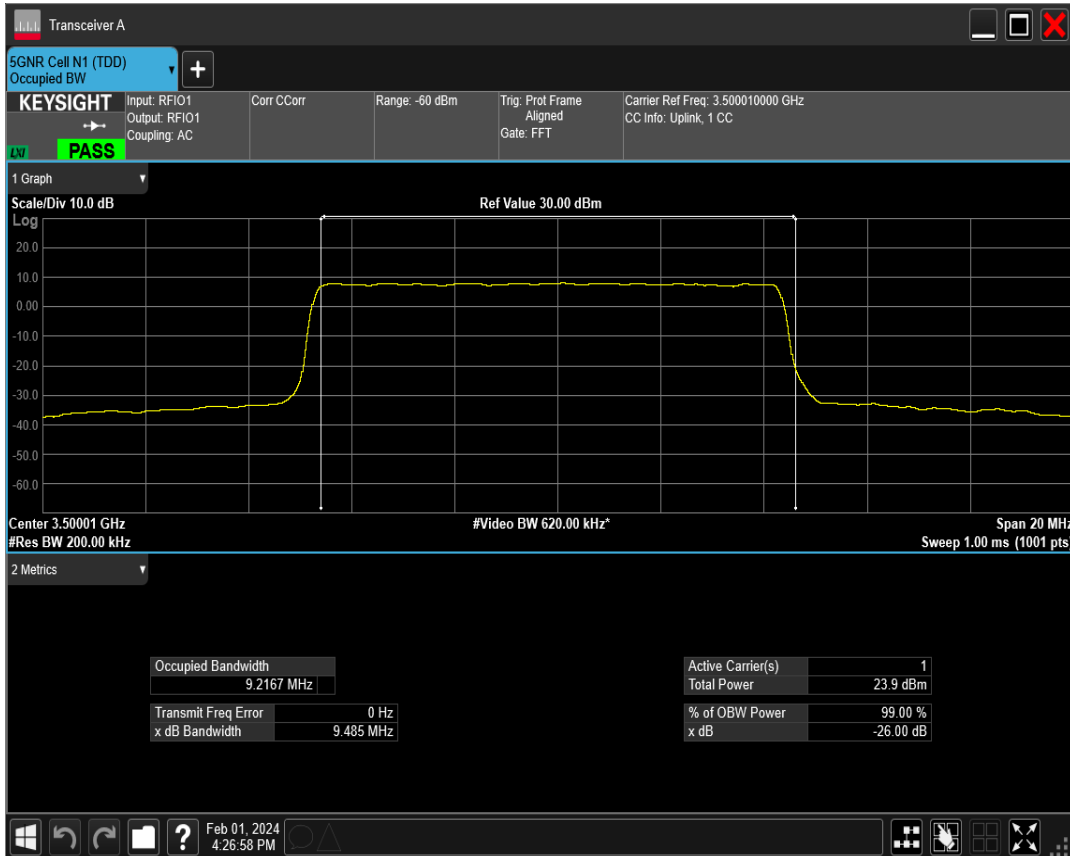 Transceiver A
5GNR Cell N1 (TDD)
Occupied BW
+
KEYSIGHT
LXI
PASS
Input: RFIO1
Output: RFIO1
Coupling: AC
Corr CCorr
Range: -60 dBm
Trig: Prot Frame
Aligned
Gate: FFT
Carrier Ref Freq: 3.500010000 GHz
CC Info: Uplink, 1 CC
1 Graph
Scale/Div 10.0 dB
Ref Value 30.00 dBm
Log
20.0
10.0
0.00
-10.0
-20.0
-30.0
-40.0
-50.0
-60.0
Center 3.50001 GHz
#Video BW 620.00 kHz*
Span 20 MHz
#Res BW 200.00 kHz
Sweep 1.00 ms (1001 pts)
2 Metrics
Occupied Bandwidth
9.2167 MHz
Transmit Freq Error 0 Hz
x dB Bandwidth 9.485 MHz
Active Carrier(s) 1
Total Power 23.9 dBm
% of OBW Power 99.00 %
x dB -26.00 dB
?
Feb 01, 2024
4:26:58 PM